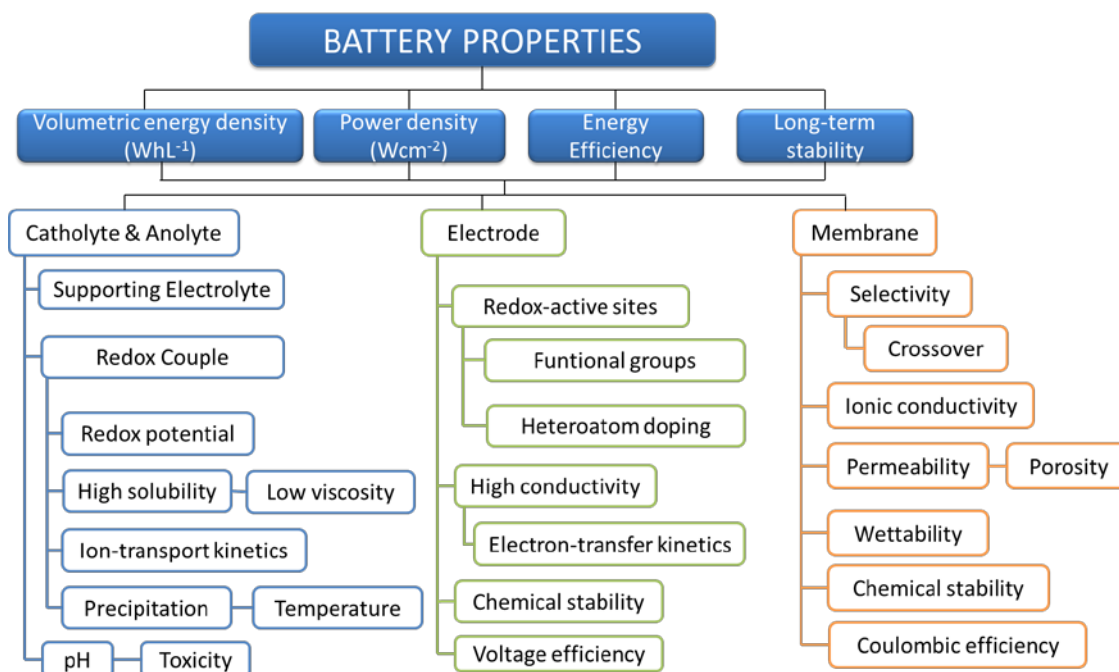 BATTERY PROPERTIES
Volumetric energy density
(WhL⁻¹)
Power density
(Wcm⁻²)
Energy
Efficiency
Long-term
stability
Catholyte & Anolyte
Supporting Electrolyte
Redox Couple
Redox potential
High solubility
Low viscosity
Ion-transport kinetics
Precipitation
Temperature
pH
Toxicity
Electrode
Redox-active sites
Funtional groups
Heteroatom doping
High conductivity
Electron-transfer kinetics
Chemical stability
Voltage efficiency
Membrane
Selectivity
Crossover
Ionic conductivity
Permeability
Porosity
Wettability
Chemical stability
Coulombic efficiency